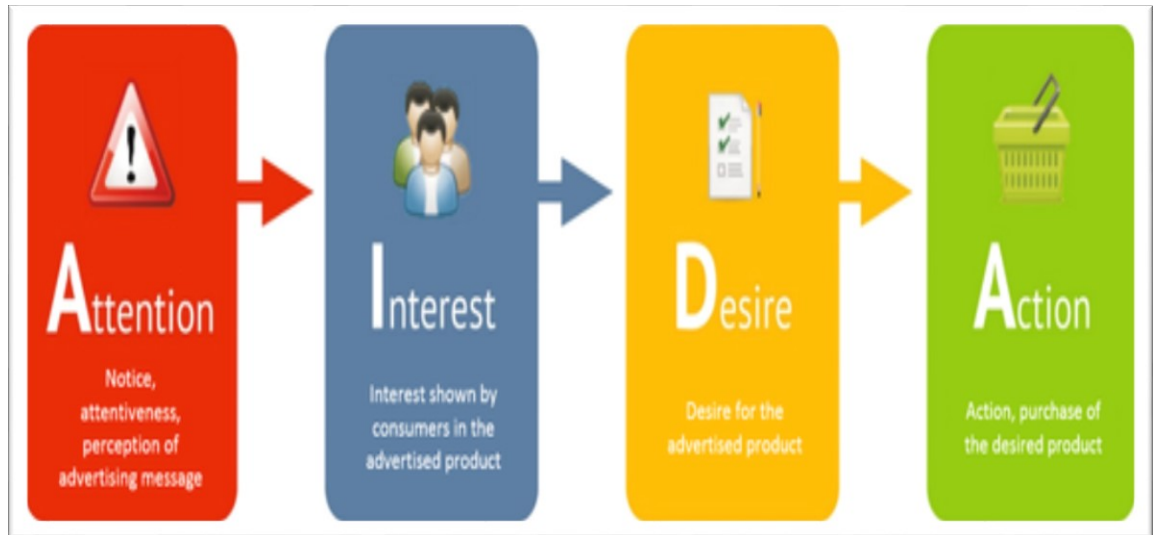 Attention
Notice,
attentiveness,
perception of
advertising message
Interest
Interest shown by
consumers in the
advertised product
Desire
Desire for the
advertised product
Action
Action, purchase of
the desired product